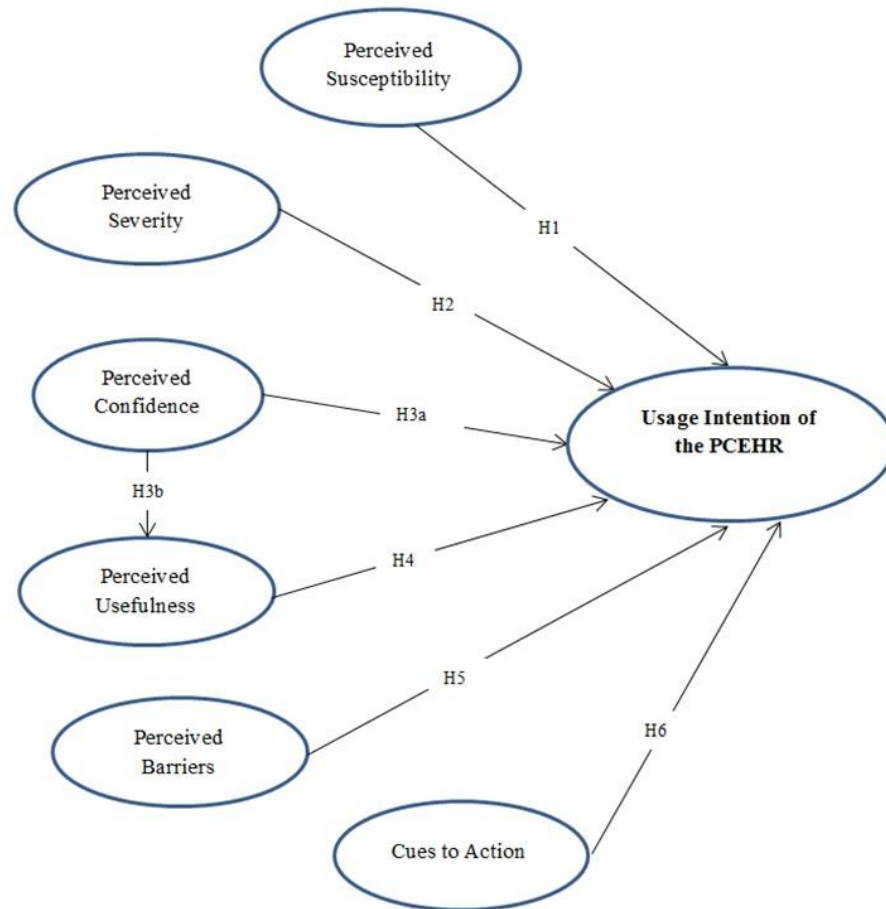 Perceived
Susceptibility
Perceived
Severity
H1
H2
Perceived
Confidence
H3a
Usage Intention of
the PCEHR
H3b
Perceived
Usefulness
H4
H5
Perceived
Barriers
H6
Cues to Action